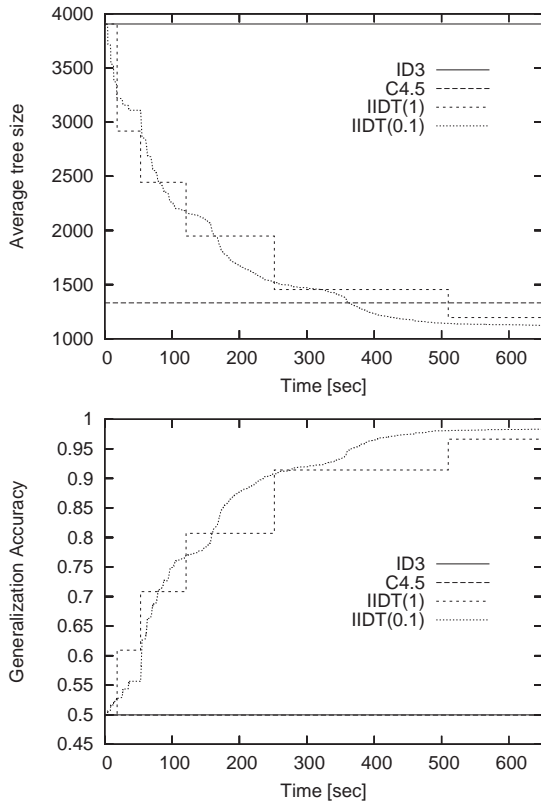 4000
3500
3000
2500
2000
1500
1000
Average tree size
ID3
C4.5
IIDT(1)
IIDT(0.1)
0 100 200 300 400 500 600
Time [sec]
1
0.95
0.9
0.85
0.8
0.75
0.7
0.65
0.6
0.55
0.5
0.45
Generalization Accuracy
ID3
C4.5
IIDT(1)
IIDT(0.1)
0 100 200 300 400 500 600
Time [sec]